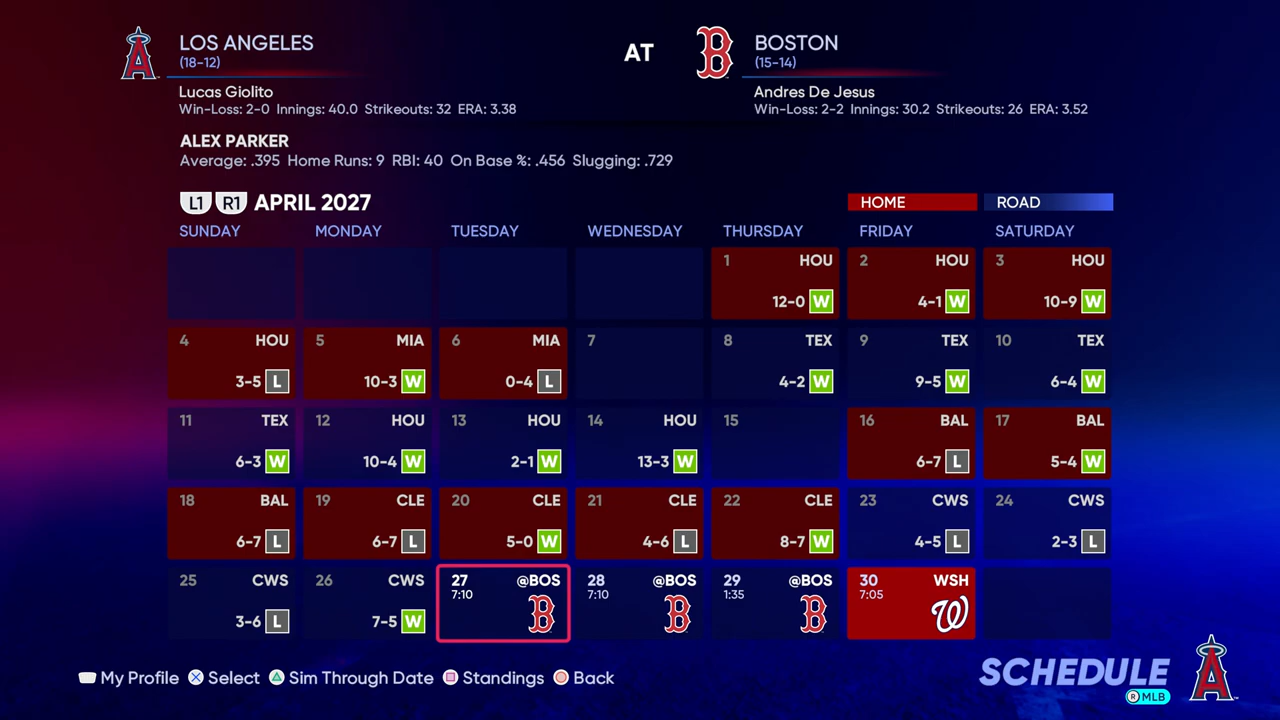 LOS ANGELES
(18-12)
AT
BOSTON
(15-14)
Lucas Giolito
Win-Loss: 2-0 Innings: 40.0 Strikeouts: 32 ERA: 3.38
Andres De Jesus
Win-Loss: 2-2 Innings: 30.2 Strikeouts: 26 ERA: 3.52
ALEX PARKER
Average: .395 Home Runs: 9 RBI: 40 On Base %: .456 Slugging: .729
L1 R1 APRIL 2027
HOME
ROAD
SUNDAY MONDAY TUESDAY WEDNESDAY THURSDAY FRIDAY SATURDAY
1 HOU 2 HOU 3 HOU
12-0 W 4-1 W 10-9 W
4 HOU 5 MIA 6 MIA 7 8 TEX 9 TEX 10 TEX
3-5 L 10-3 W 0-4 L 4-2 W 9-5 W 6-4 W
11 TEX 12 HOU 13 HOU 14 HOU 15 16 BAL 17 BAL
6-3 W 10-4 W 2-1 W 13-3 W 6-7 L 5-4 W
18 BAL 19 CLE 20 CLE 21 CLE 22 CLE 23 CWS 24 CWS
6-7 L 6-7 L 5-0 W 4-6 L 8-7 W 4-5 L 2-3 L
25 CWS 26 CWS 27 @BOS 28 @BOS 29 @BOS 30 WSH
7:10 7:10 1:35 7:05
3-6 L 7-5 W B B B W
My Profile Select Sim Through Date Standings Back
SCHEDULE
R MLB